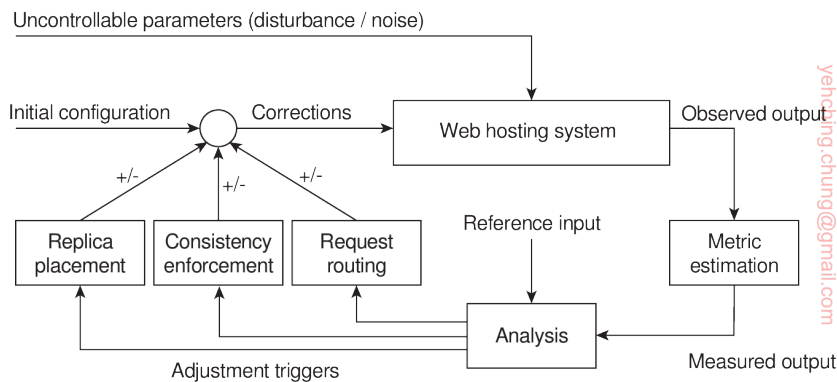 Uncontrollable parameters (disturbance / noise)
Initial configuration
Corrections
Web hosting system
Observed output
+/-
+/-
+/-
Replica
placement
Consistency
enforcement
Request
routing
Reference input
Metric
estimation
Analysis
Adjustment triggers
Measured output
yehching.chung@gmail.com